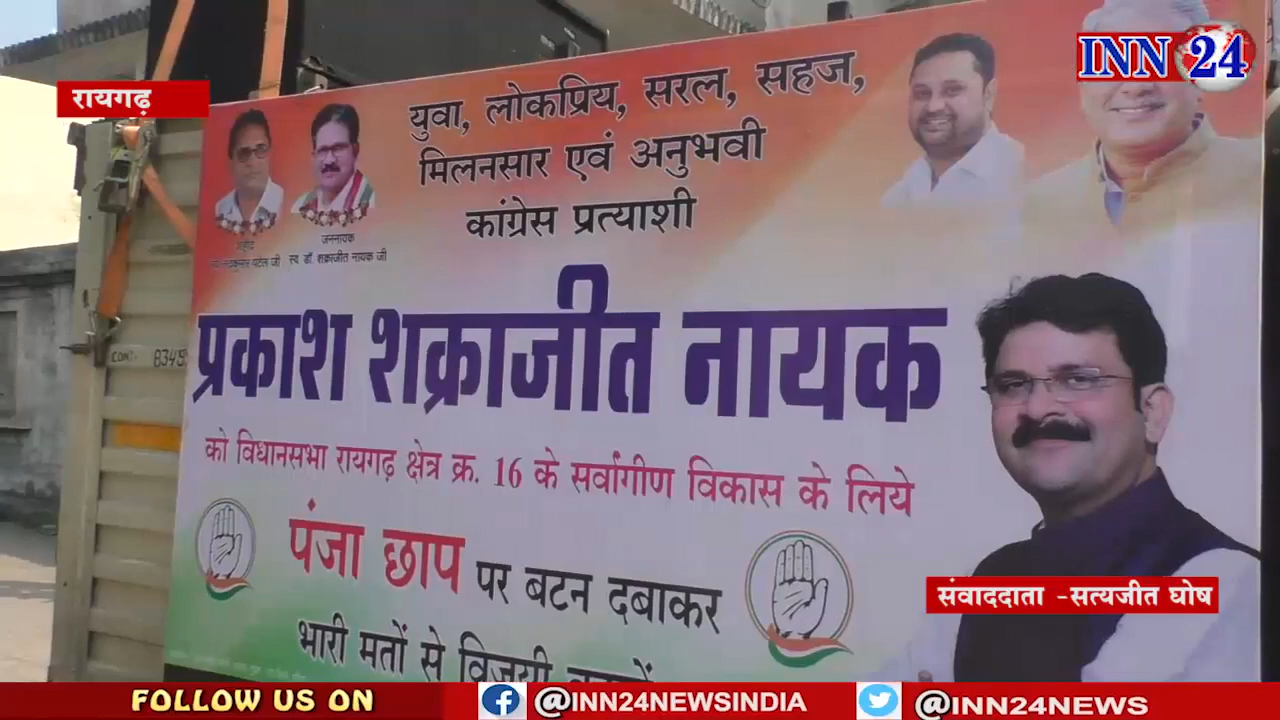 INN 24
रायगढ़
युवा, लोकप्रिय, सरल, सहज,
मिलनसार एवं अनुभवी
कांग्रेस प्रत्याशी
जननायक
स्व डॉ. शक्राजीत नायक जी
प्रकाश शक्राजीत नायक
को विधानसभा रायगढ़ क्षेत्र क्र. 16 के सर्वागीण विकास के लिये
पंजा छाप पर बटन दबाकर
भारी मतों से विजयी
संवाददाता -सत्यजीत घोष
FOLLOW US ON @INN24NEWSINDIA @INN24NEWS